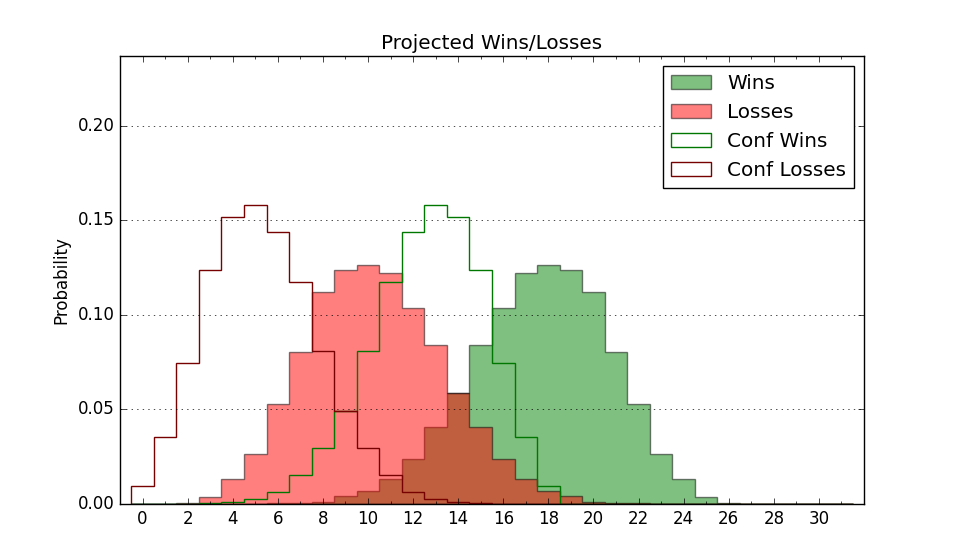 Projected Wins/Losses
Wins
Losses
Conf Wins
Conf Losses
Probability
0.20
0.15
0.10
0.05
0.00
0 2 4 6 8 10 12 14 16 18 20 22 24 26 28 30